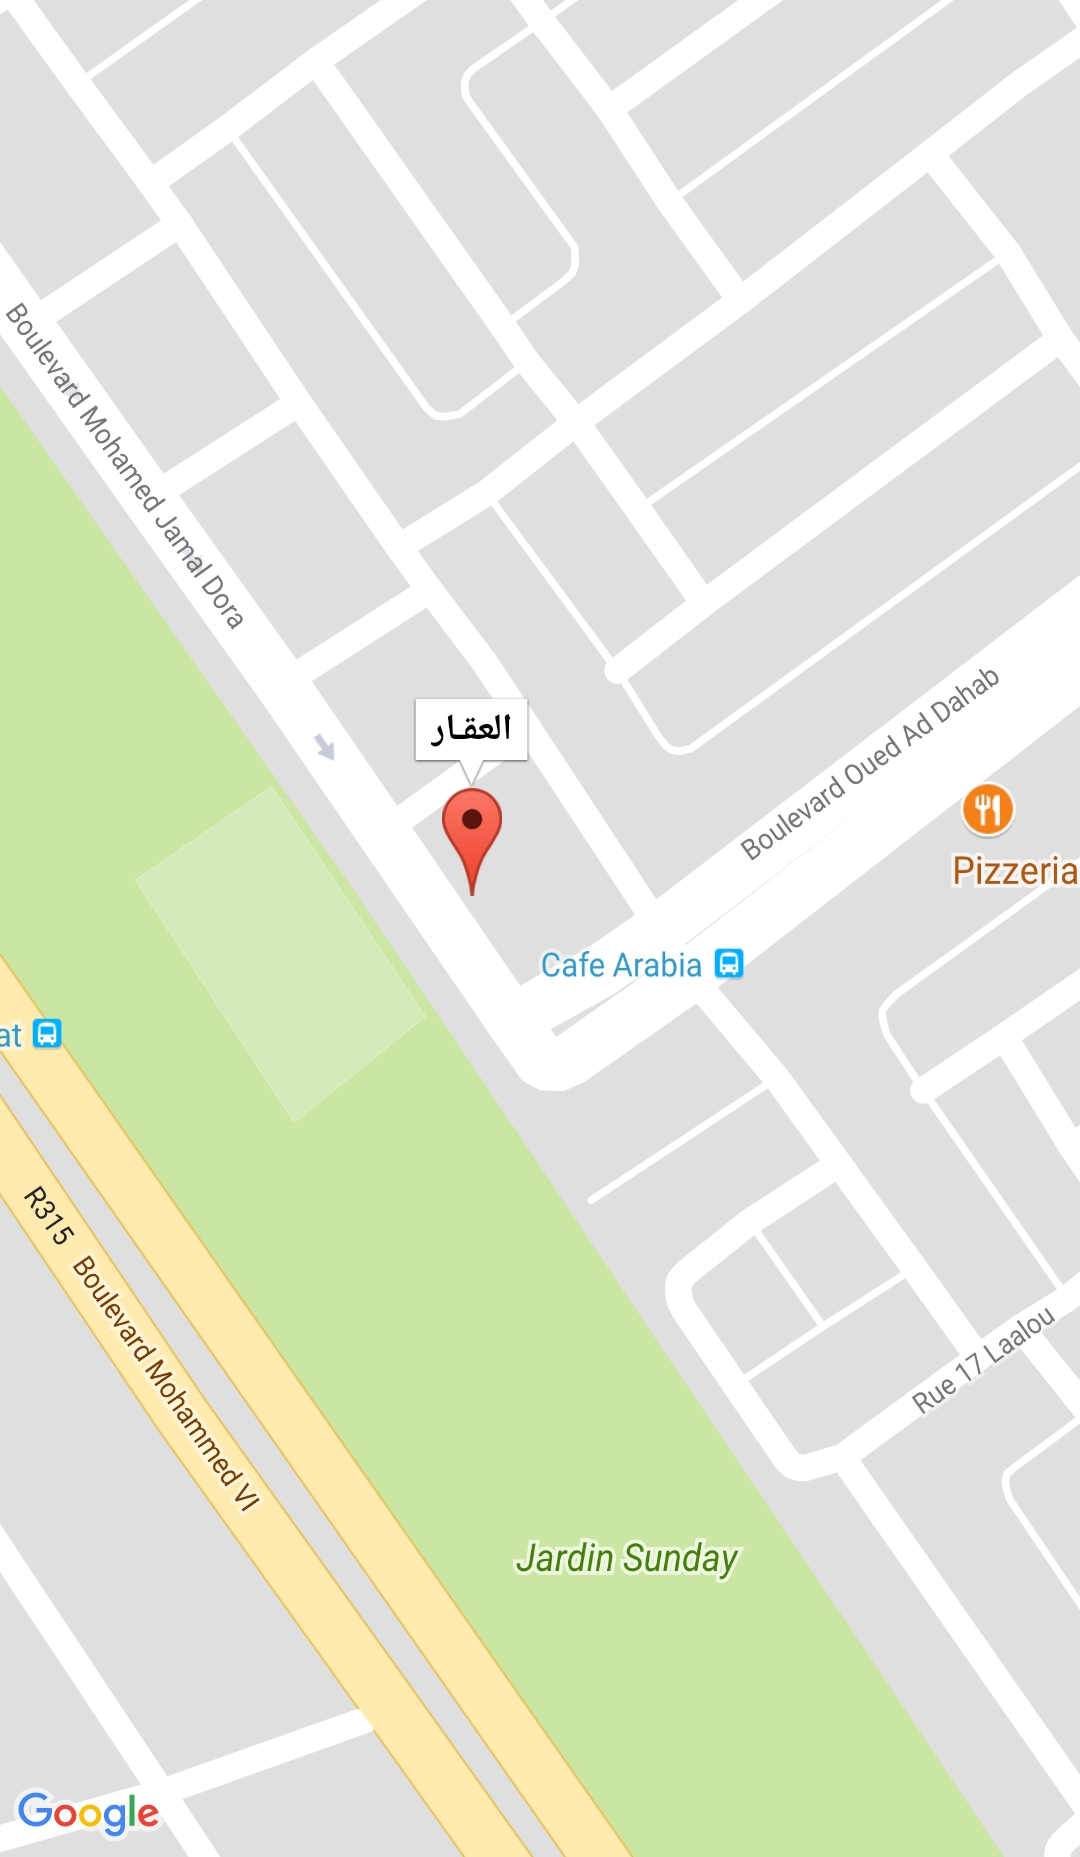 Boulevard Mohamed Jamal Dora
العقار
Boulevard Oued Ad Dahab
Pizzeria
Cafe Arabia
at
R315
Boulevard Mohammed VI
Rue 17 Laalou
Jardin Sunday
Google